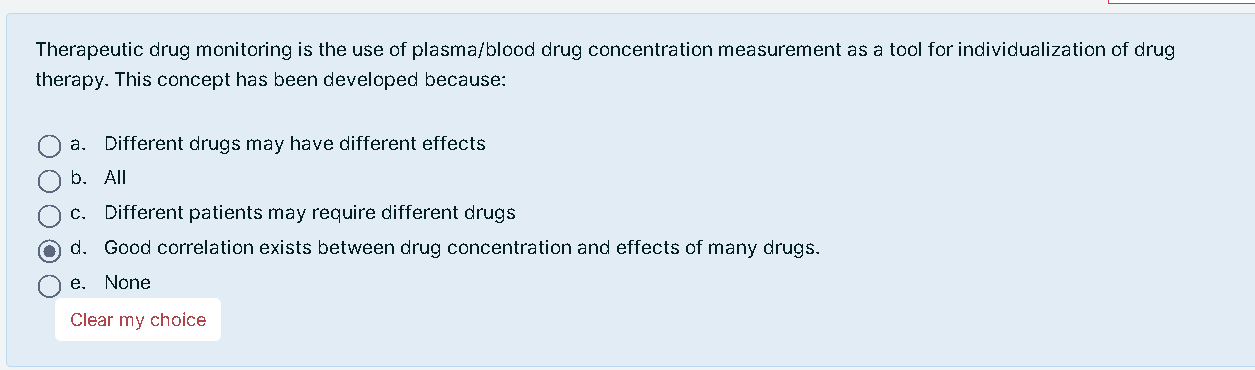 Therapeutic drug monitoring is the use of plasma/blood drug concentration measurement as a tool for individualization of drug
therapy. This concept has been developed because:
a. Different drugs may have different effects
b. All
c. Different patients may require different drugs
d. Good correlation exists between drug concentration and effects of many drugs.
e. None
Clear my choice